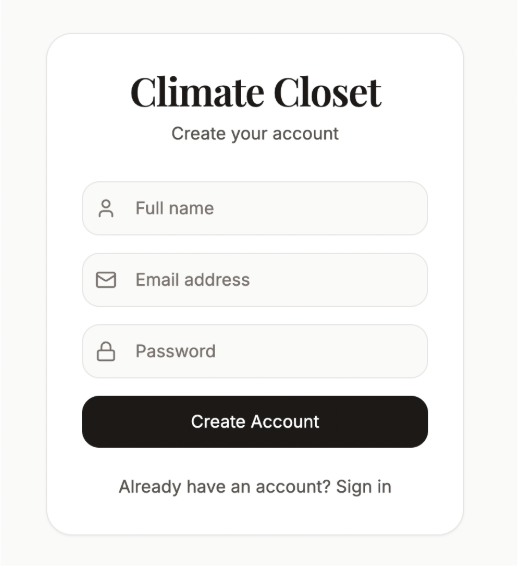 Climate Closet
Create your account
Full name
Email address
Password
Create Account
Already have an account? Sign in